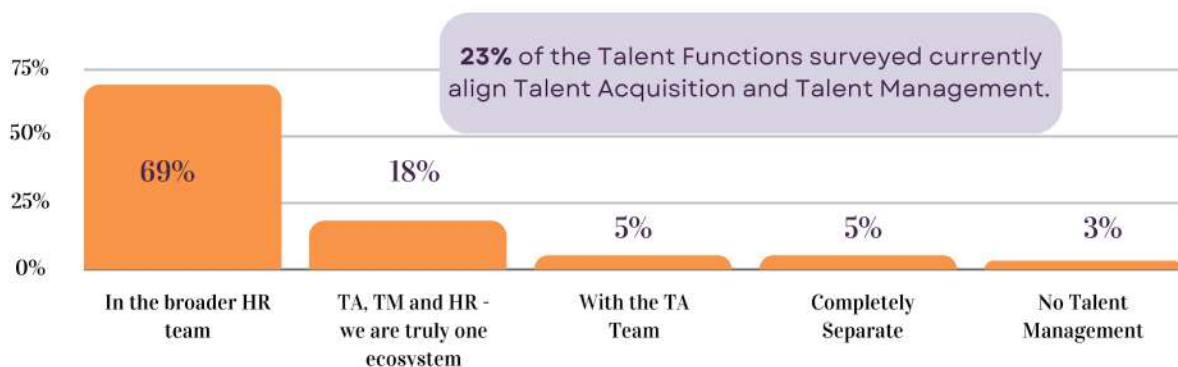 23% of the Talent Functions surveyed currently
align Talent Acquisition and Talent Management.
75%
50%
25%
0%
69%
18%
5%
5%
3%
In the broader HR
team
TA, TM and HR -
we are truly one
ecosystem
With the TA
Team
Completely
Separate
No Talent
Management